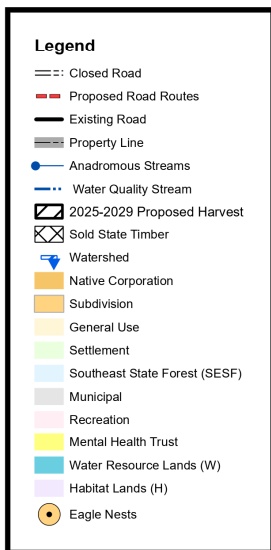 Legend
Closed Road
Proposed Road Routes
Existing Road
Property Line
Anadromous Streams
Water Quality Stream
2025-2029 Proposed Harvest
Sold State Timber
Watershed
Native Corporation
Subdivision
General Use
Settlement
Southeast State Forest (SESF)
Municipal
Recreation
Mental Health Trust
Water Resource Lands (W)
Habitat Lands (H)
Eagle Nests